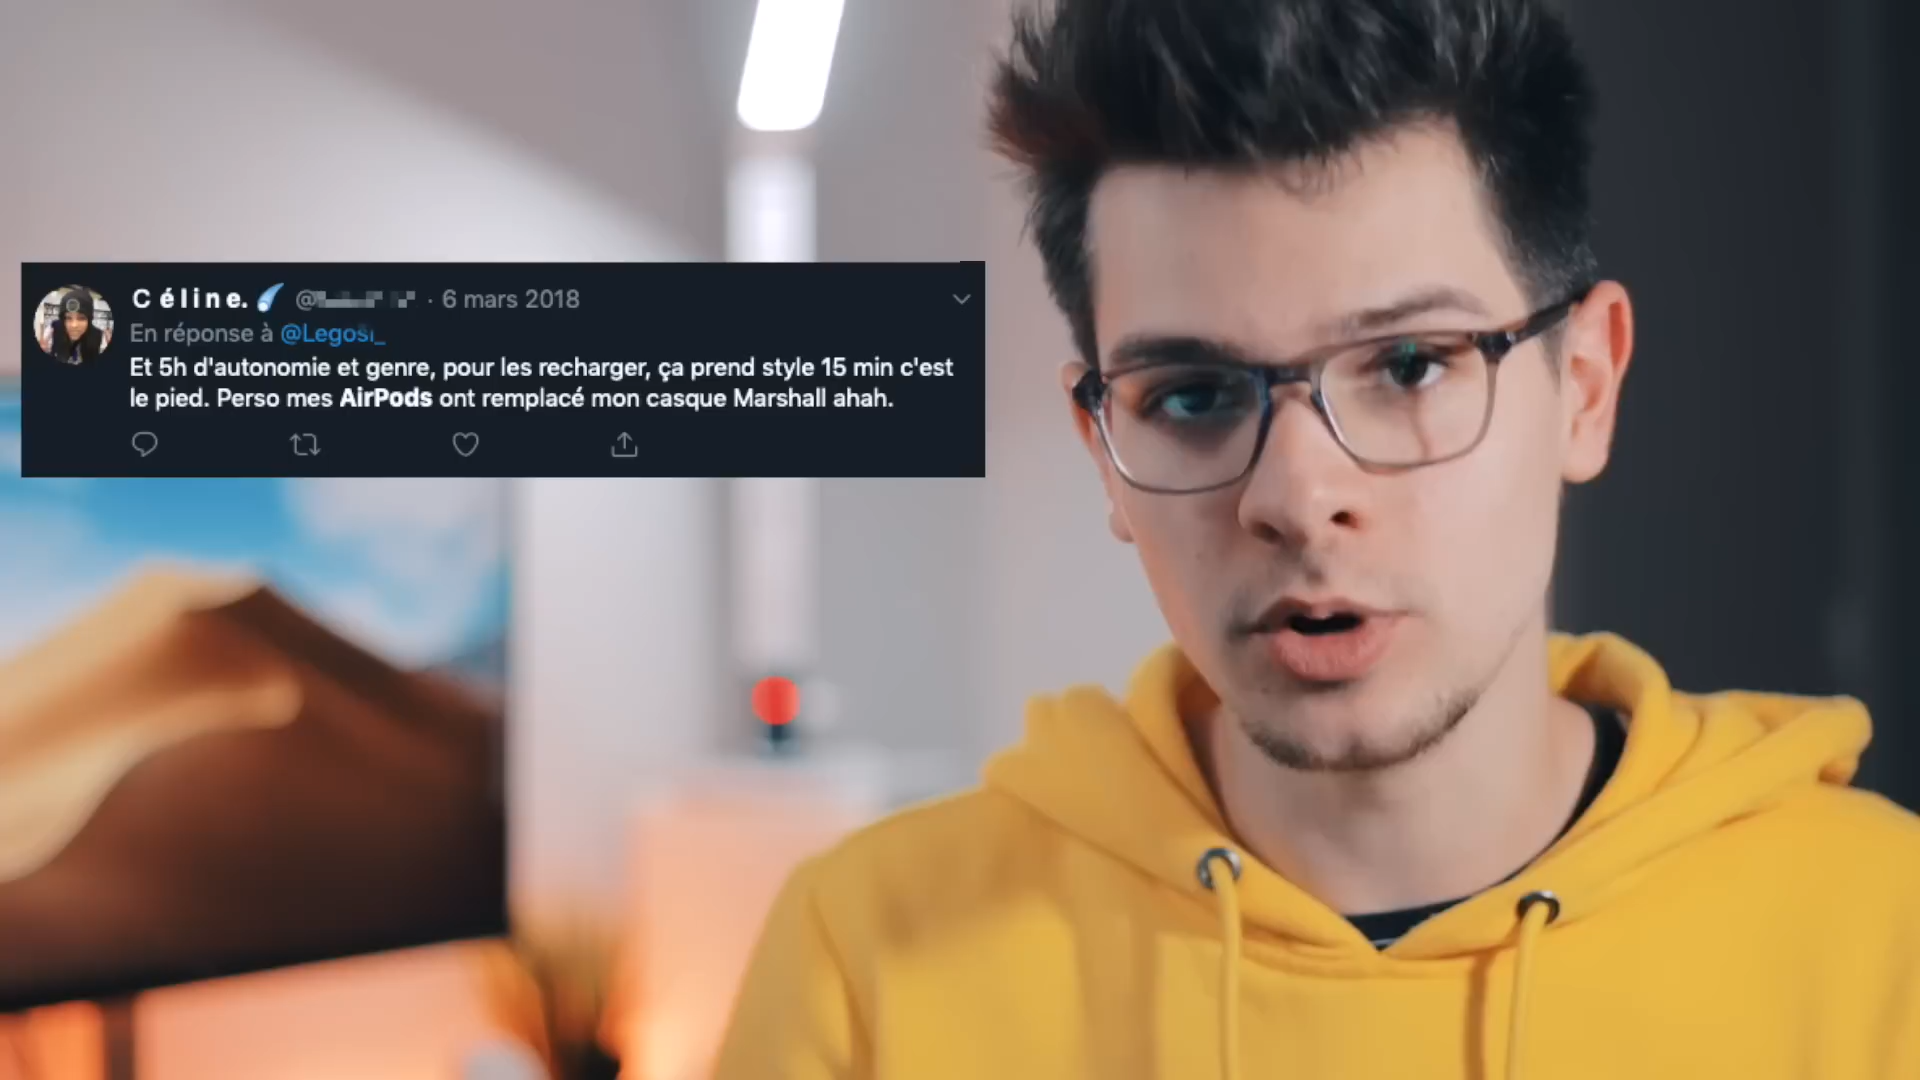 Céline. @ · 6 mars 2018
En réponse à @Legosi_
Et 5h d'autonomie et genre, pour les recharger, ça prend style 15 min c'est
le pied. Perso mes AirPods ont remplacé mon casque Marshall ahah.